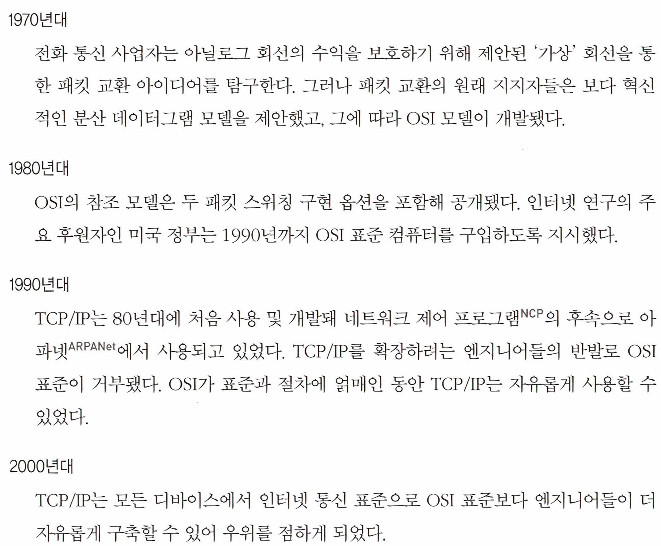 1970년대
전화 통신 사업자는 아닐로그 회선의 수익을 보호하기 위해 제안된 '가상' 회선을 통
한 패킷 교환 아이디어를 탐구한다. 그러나 패킷 교환의 원래 지지자들은 보다 혁신
적인 분산 데이터그램 모델을 제안했고, 그에 따라 OSI 모델이 개발됐다.
1980년대
OSI의 참조 모델은 두 패킷 스위칭 구현 옵션을 포함해 공개됐다. 인터넷 연구의 주
요 후원자인 미국 정부는 1990년까지 OSI 표준 컴퓨터를 구입하도록 지시했다.
1990년대
TCP/IP는 80년대에 처음 사용 및 개발돼 네트워크 제어 프로그램NCP의 후속으로 아
파넷ARPANet에서 사용되고 있었다. TCP/IP를 확장하려는 엔지니어들의 반발로 OSI
표준이 거부됐다. OSI가 표준과 절차에 얽매인 동안 TCP/IP는 자유롭게 사용할 수
있었다.
2000년대
TCP/IP는 모든 디바이스에서 인터넷 통신 표준으로 OSI 표준보다 엔지니어들이 더
자유롭게 구축할 수 있어 우위를 점하게 되었다.